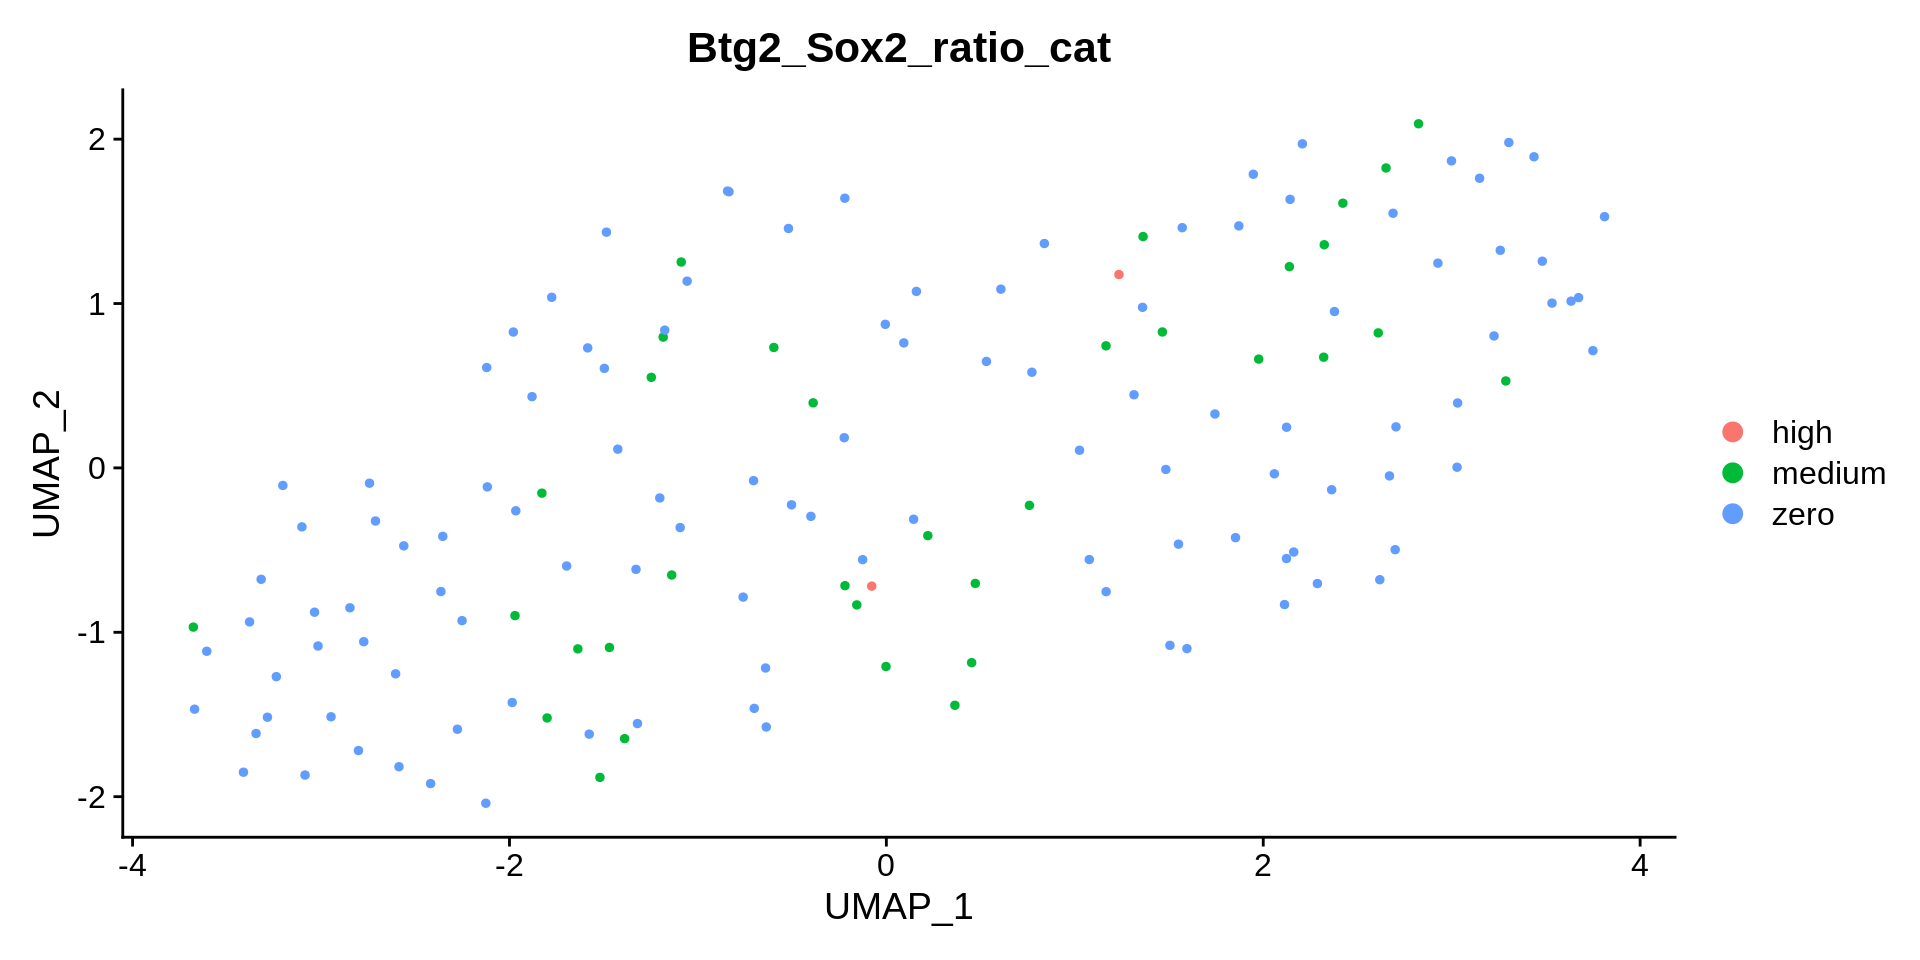 Btg2_Sox2_ratio_cat
2
1
0
-1
-2
UMAP_2
-4
-2
0
2
4
UMAP_1
high
medium
zero